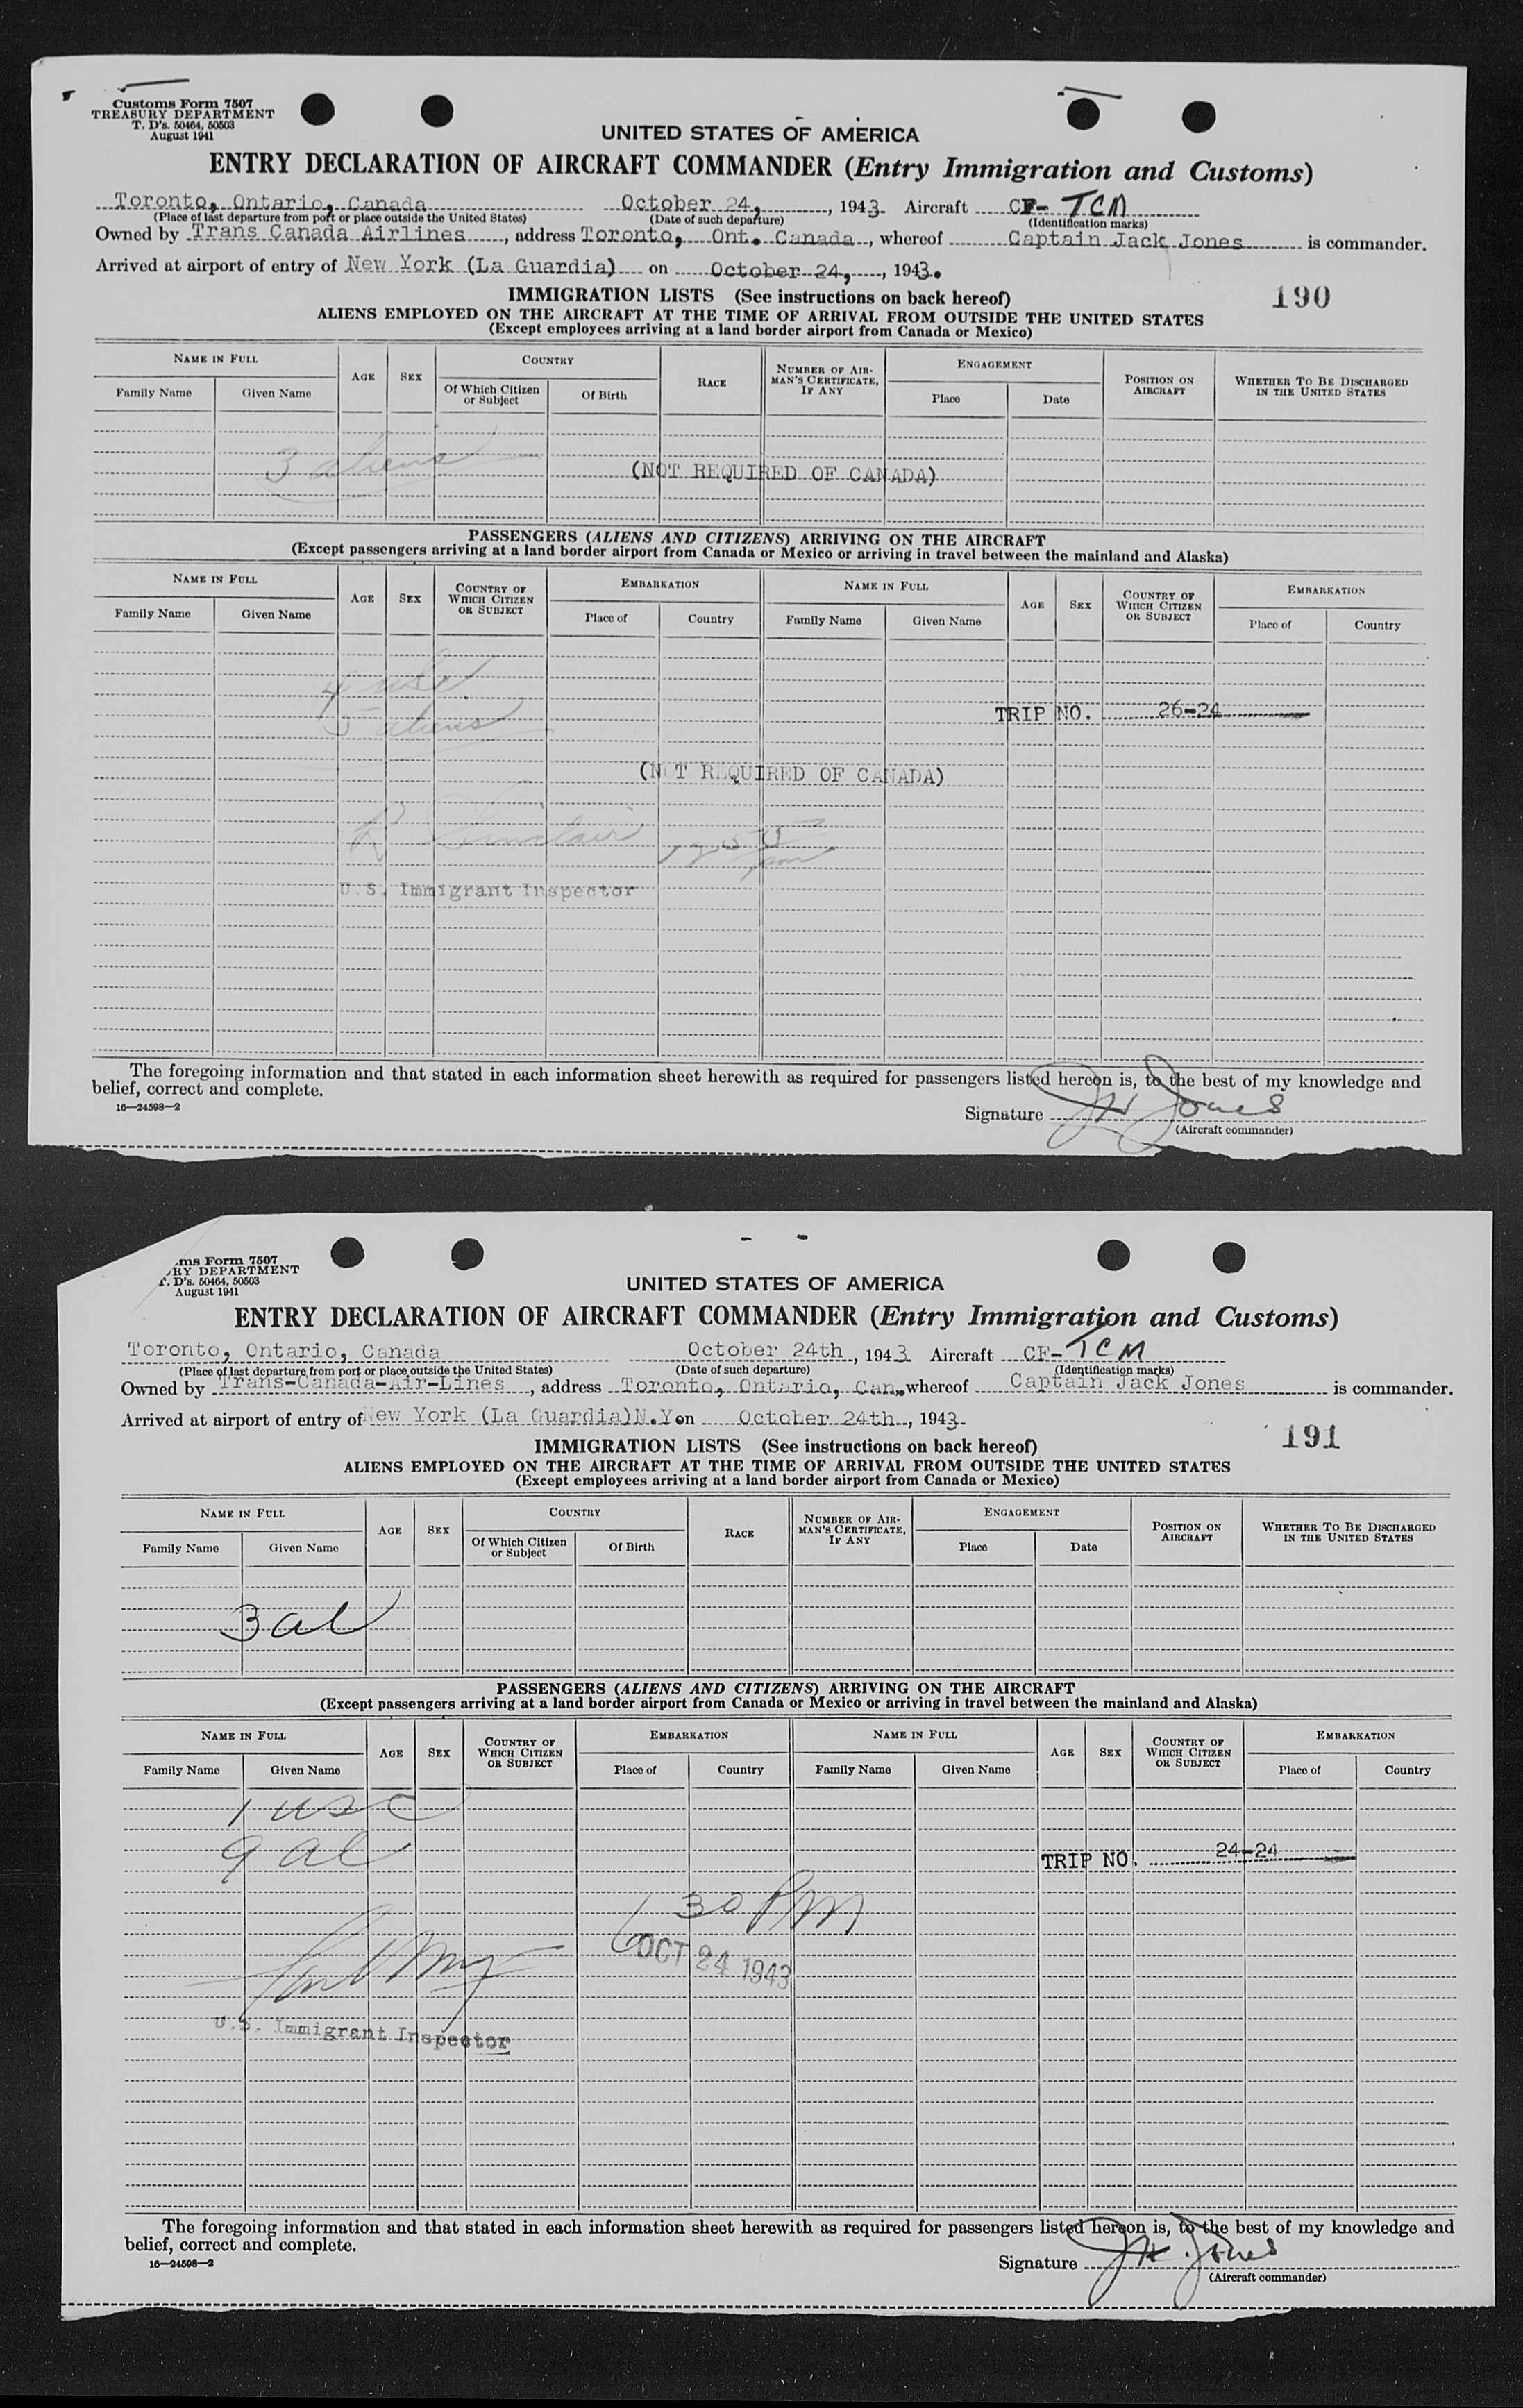 Customs Form 7507
TREASURY DEPARTMENT
T. D's. 50464, 50503
August 1941
UNITED STATES OF AMERICA
ENTRY DECLARATION OF AIRCRAFT COMMANDER (Entry Immigration and Customs)
Toronto, Ontario, Canada October 24, , 1943 Aircraft CF-TCM
(Place of last departure from port or place outside the United States) (Date of such departure) (Identification marks)
Owned by Trans Canada Airlines , address Toronto, Ont. Canada , whereof Captain Jack Jones is commander.
Arrived at airport of entry of New York (La Guardia) on October 24, , 1943.
IMMIGRATION LISTS (See instructions on back hereof) 190
ALIENS EMPLOYED ON THE AIRCRAFT AT THE TIME OF ARRIVAL FROM OUTSIDE THE UNITED STATES
(Except employees arriving at a land border airport from Canada or Mexico)
NAME IN FULL AGE SEX COUNTRY RACE NUMBER OF AIRMAN'S CERTIFICATE, IF ANY ENGAGEMENT POSITION ON AIRCRAFT WHETHER TO BE DISCHARGED IN THE UNITED STATES
Family Name Given Name Of Which Citizen or Subject Of Birth Place Date
3 aliens
(NOT REQUIRED OF CANADA)
PASSENGERS (ALIENS AND CITIZENS) ARRIVING ON THE AIRCRAFT
(Except passengers arriving at a land border airport from Canada or Mexico or arriving in travel between the mainland and Alaska)
NAME IN FULL AGE SEX COUNTRY OF WHICH CITIZEN OR SUBJECT EMBARKATION NAME IN FULL AGE SEX COUNTRY OF WHICH CITIZEN OR SUBJECT EMBARKATION
Family Name Given Name Place of Country Family Name Given Name Place of Country
4 usc
5 aliens TRIP NO. 26-24
(NOT REQUIRED OF CANADA)
R Sinclair 12 55 pm
U.S. Immigrant Inspector
The foregoing information and that stated in each information sheet herewith as required for passengers listed hereon is, to the best of my knowledge and
belief, correct and complete.
16—24598—2
Signature JH Jones
(Aircraft commander)
ms Form 7507
RY DEPARTMENT
T. D's. 50464, 50503
August 1941
UNITED STATES OF AMERICA
ENTRY DECLARATION OF AIRCRAFT COMMANDER (Entry Immigration and Customs)
Toronto, Ontario, Canada October 24th , 1943 Aircraft CF-TCM
(Place of last departure from port or place outside the United States) (Date of such departure) (Identification marks)
Owned by Trans-Canada-Air-Lines , address Toronto, Ontario, Can., whereof Captain Jack Jones is commander.
Arrived at airport of entry of New York (La Guardia)N.Y. on October 24th , 1943
IMMIGRATION LISTS (See instructions on back hereof) 191
ALIENS EMPLOYED ON THE AIRCRAFT AT THE TIME OF ARRIVAL FROM OUTSIDE THE UNITED STATES
(Except employees arriving at a land border airport from Canada or Mexico)
NAME IN FULL AGE SEX COUNTRY RACE NUMBER OF AIRMAN'S CERTIFICATE, IF ANY ENGAGEMENT POSITION ON AIRCRAFT WHETHER TO BE DISCHARGED IN THE UNITED STATES
Family Name Given Name Of Which Citizen or Subject Of Birth Place Date
3 al
PASSENGERS (ALIENS AND CITIZENS) ARRIVING ON THE AIRCRAFT
(Except passengers arriving at a land border airport from Canada or Mexico or arriving in travel between the mainland and Alaska)
NAME IN FULL AGE SEX COUNTRY OF WHICH CITIZEN OR SUBJECT EMBARKATION NAME IN FULL AGE SEX COUNTRY OF WHICH CITIZEN OR SUBJECT EMBARKATION
Family Name Given Name Place of Country Family Name Given Name Place of Country
1 usc
9 al TRIP NO. 24-24
6 30 PM
OCT 24 1943
U.S. Immigrant Inspector
The foregoing information and that stated in each information sheet herewith as required for passengers listed hereon is, to the best of my knowledge and
belief, correct and complete.
16—24598—2
Signature JH Jones
(Aircraft commander)